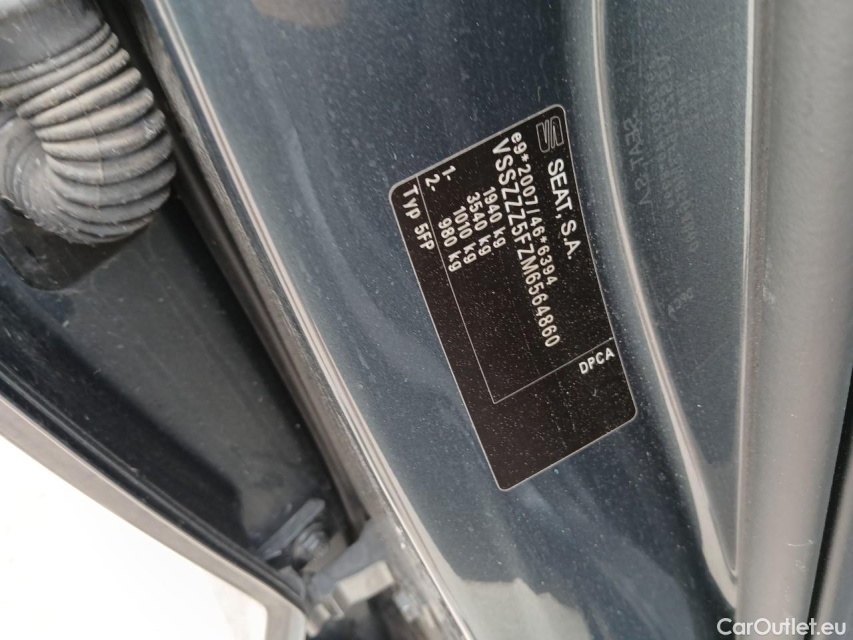 SEAT, S.A.
e9*2007/46*6394
VSSZZZ5FZM6564860
1940 kg
3540 kg
1- 1010 kg
2- 980 kg
Typ 5FP
DPCA
CarOutlet.eu